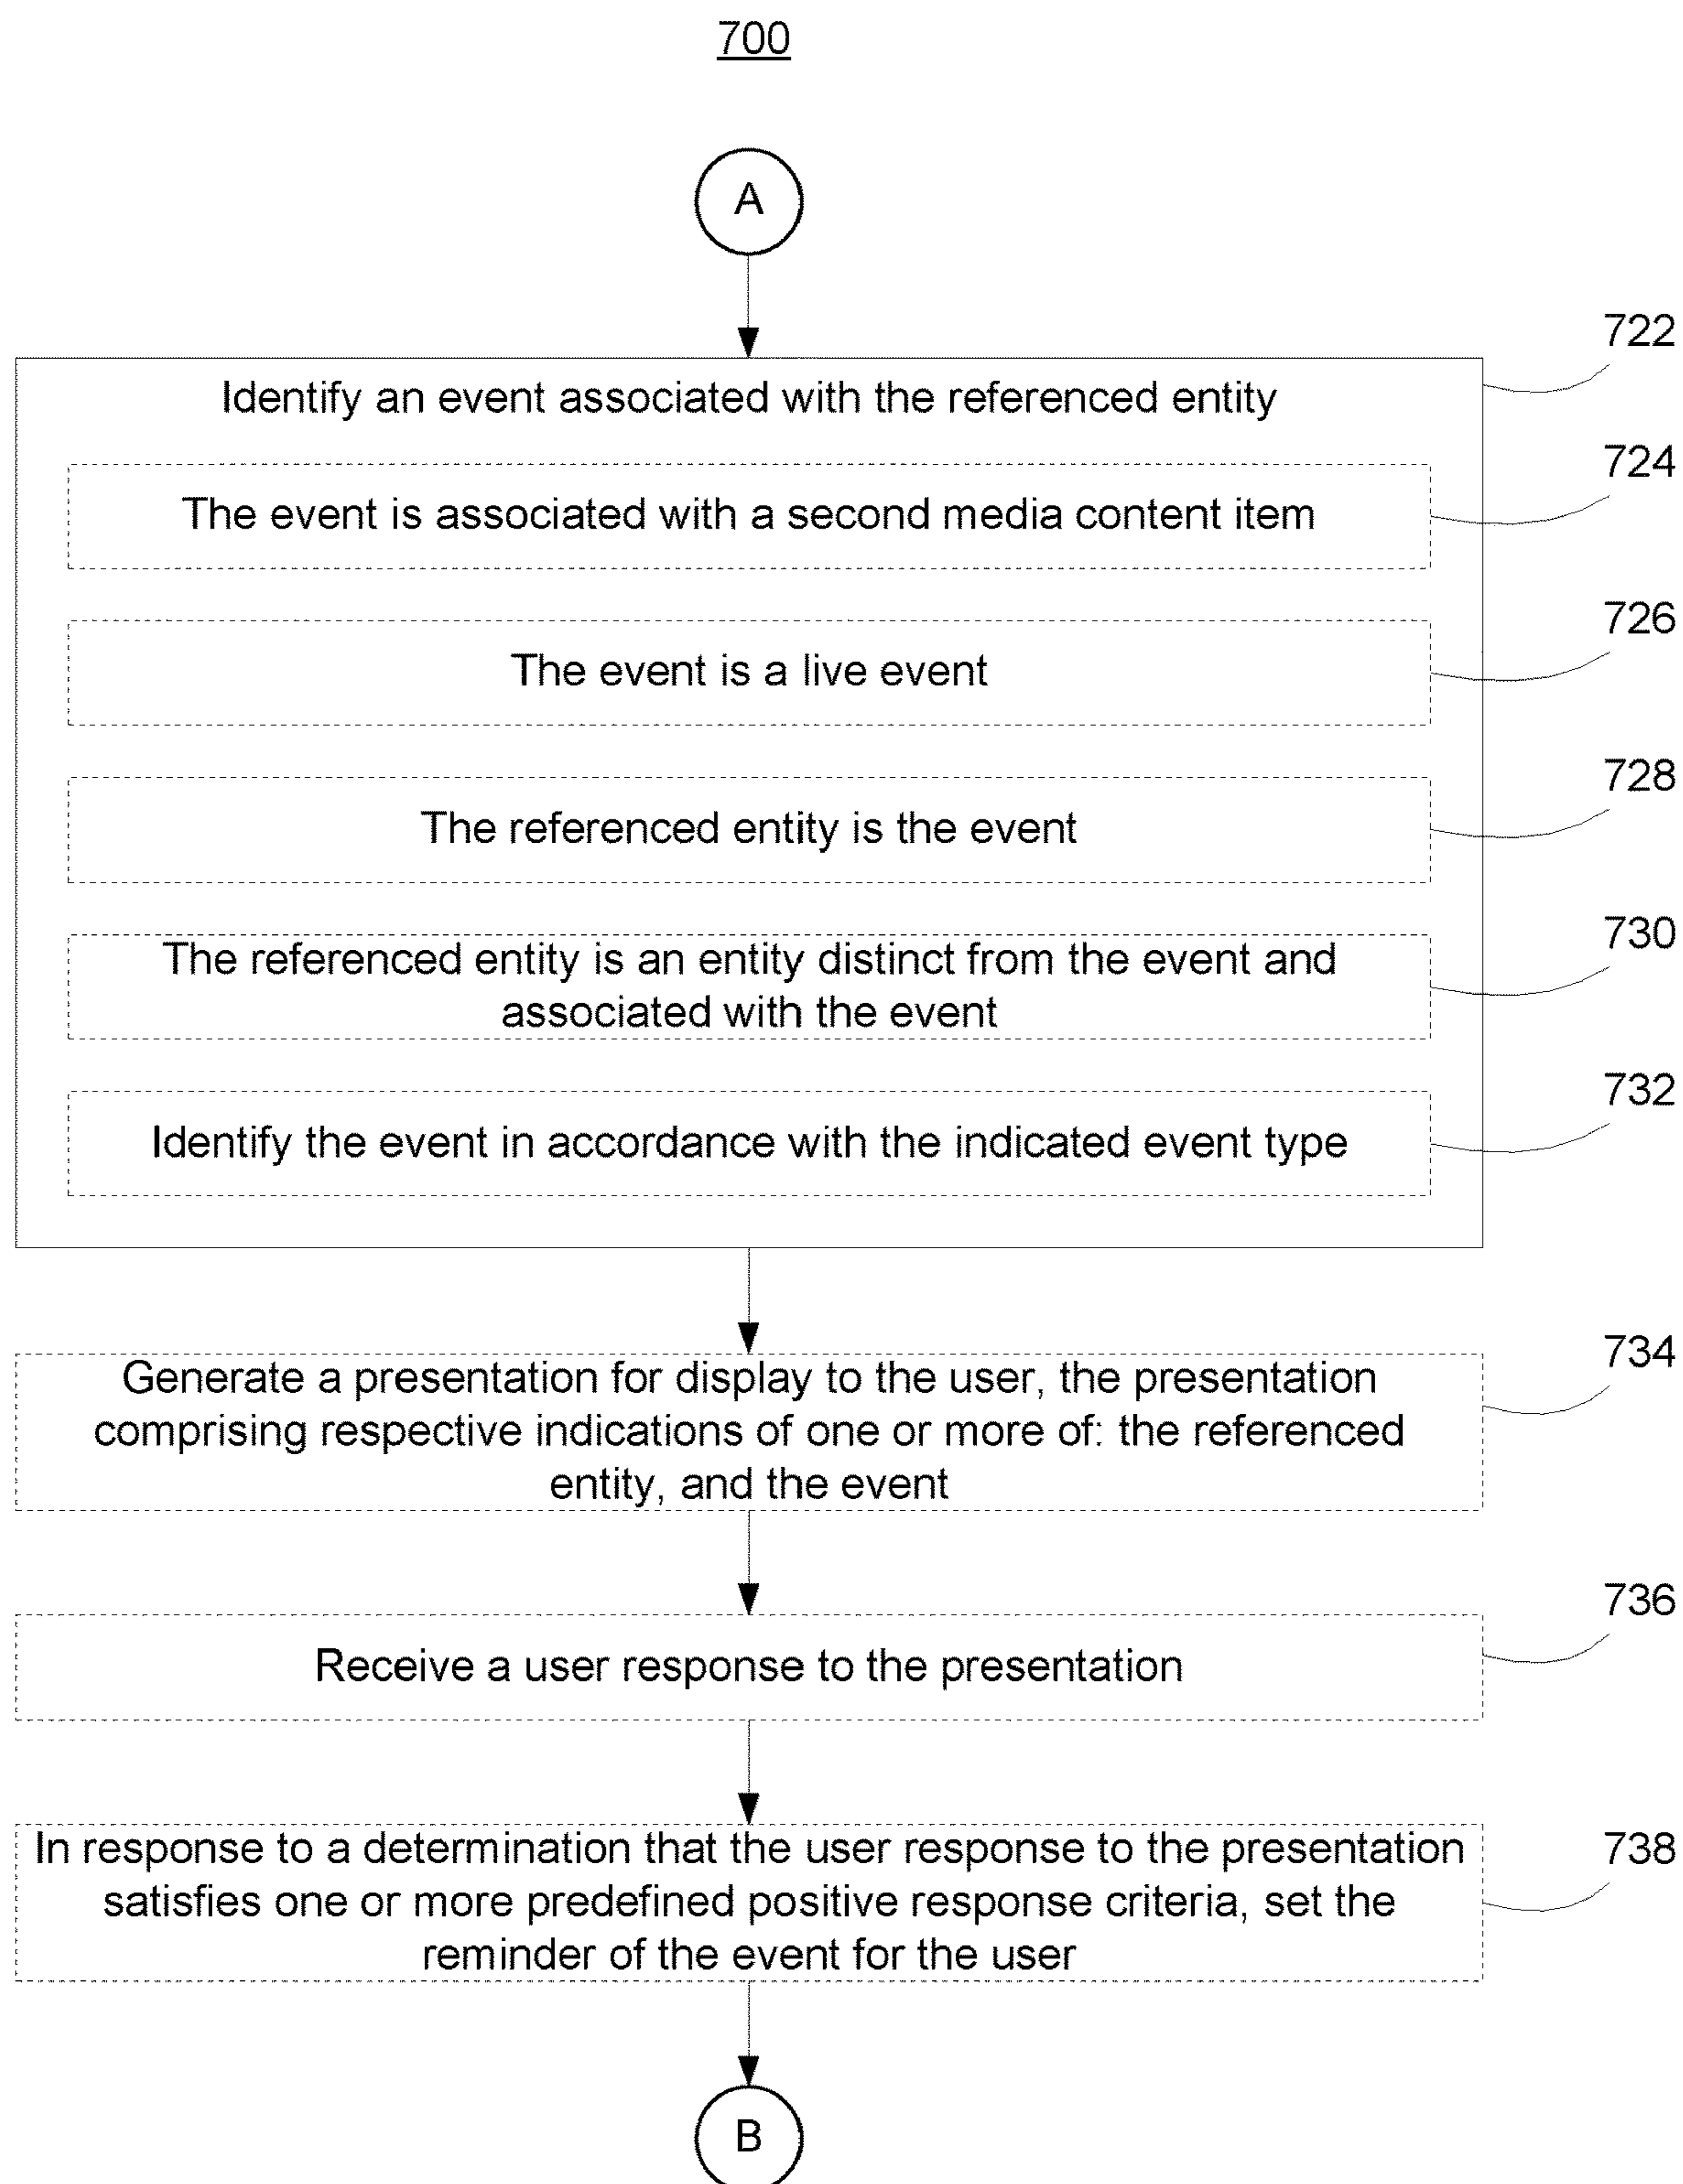 700
A
722
Identify an event associated with the referenced entity
724
The event is associated with a second media content item
726
The event is a live event
728
The referenced entity is the event
730
The referenced entity is an entity distinct from the event and
associated with the event
732
Identify the event in accordance with the indicated event type
734
Generate a presentation for display to the user, the presentation
comprising respective indications of one or more of: the referenced
entity, and the event
736
Receive a user response to the presentation
738
In response to a determination that the user response to the presentation
satisfies one or more predefined positive response criteria, set the
reminder of the event for the user
B